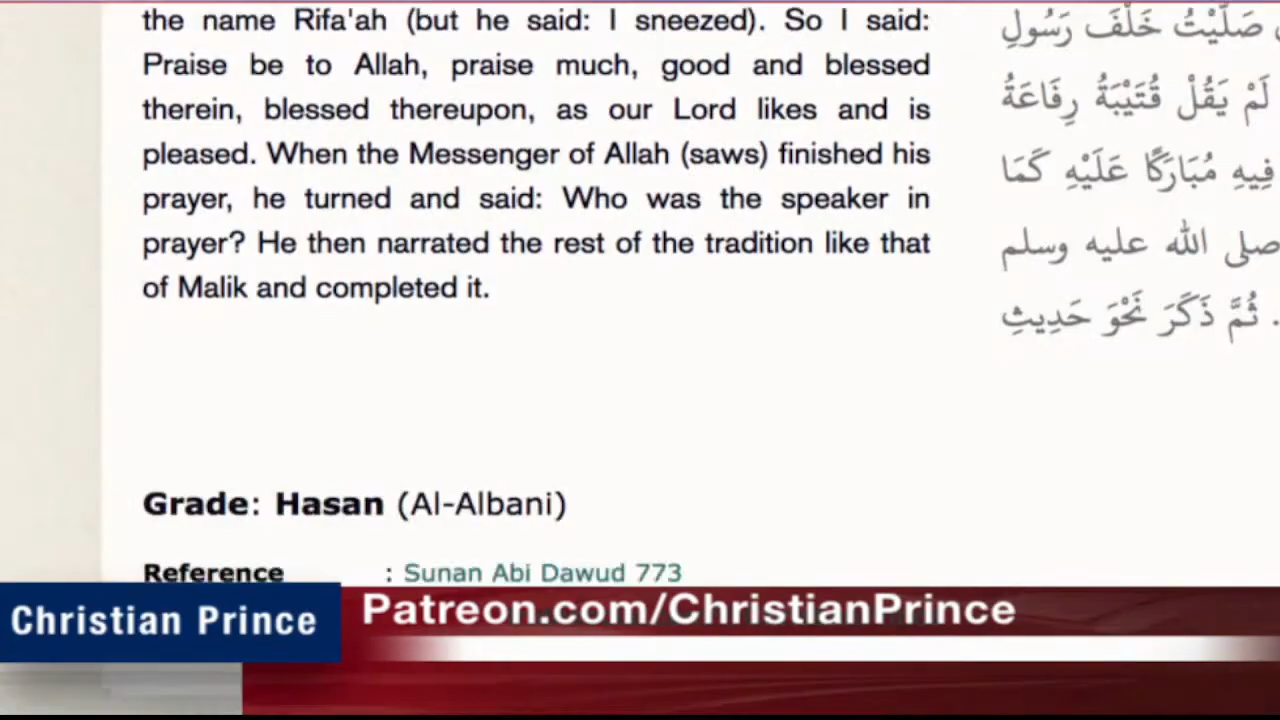 the name Rifa'ah (but he said: I sneezed). So I said:
Praise be to Allah, praise much, good and blessed
therein, blessed thereupon, as our Lord likes and is
pleased. When the Messenger of Allah (saws) finished his
prayer, he turned and said: Who was the speaker in
prayer? He then narrated the rest of the tradition like that
of Malik and completed it.
صَلَّيْتُ خَلْفَ رَسُولِ
لَمْ يَقُلْ قُتَيْبَةُ رِفَاعَةُ
فِيهِ مُبَارَكًا عَلَيْهِ كَمَا
صلى الله عليه وسلم
. ثُمَّ ذَكَرَ نَحْوَ حَدِيثِ
Grade: Hasan (Al-Albani)
Reference : Sunan Abi Dawud 773
Christian Prince
Patreon.com/ChristianPrince